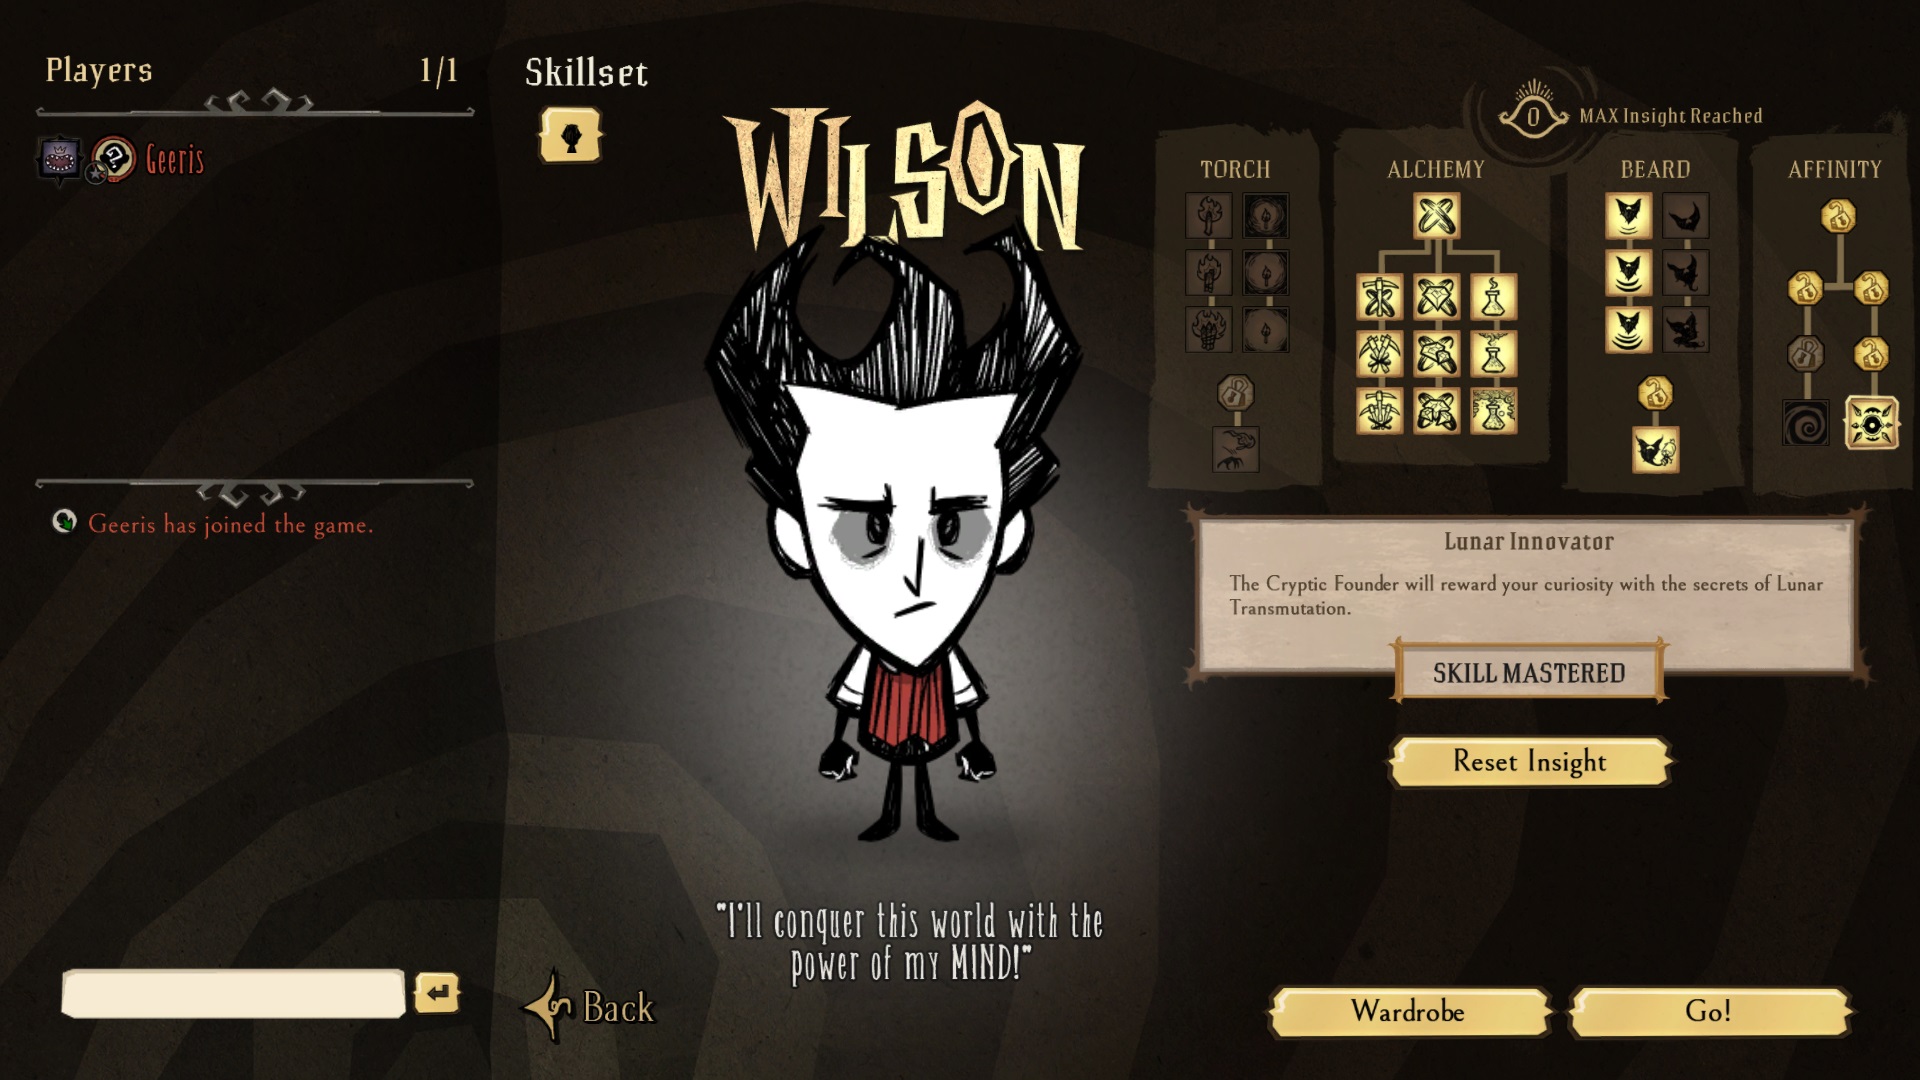 Players 1/1
Geeris
Geeris has joined the game.
Skillset
WILSON
"I'll conquer this world with the
power of my MIND!"
Back
0 MAX Insight Reached
TORCH
ALCHEMY
BEARD
AFFINITY
Lunar Innovator
The Cryptic Founder will reward your curiosity with the secrets of Lunar
Transmutation.
SKILL MASTERED
Reset Insight
Wardrobe
Go!